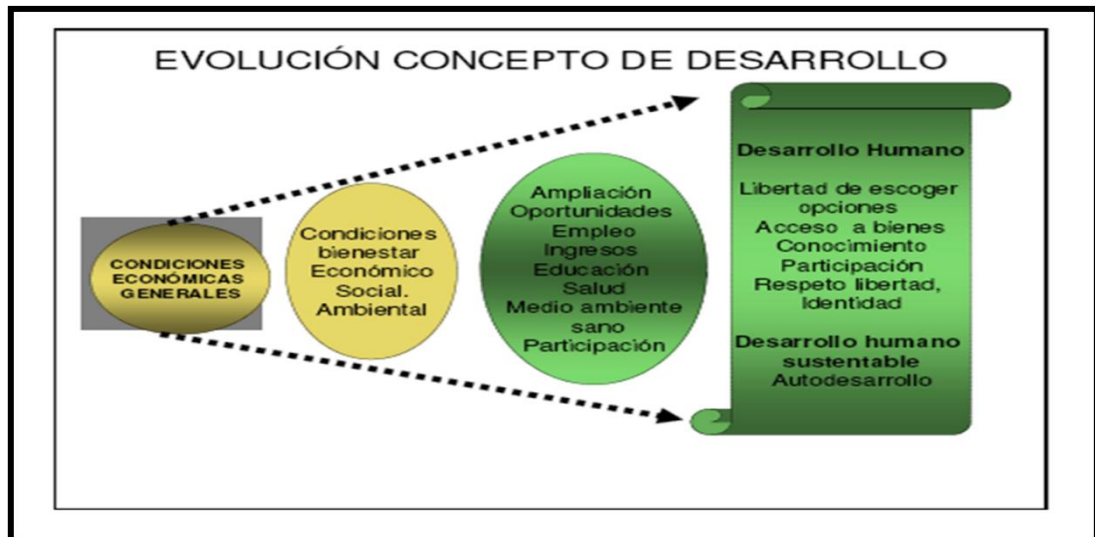 EVOLUCIÓN CONCEPTO DE DESARROLLO
CONDICIONES
ECONÓMICAS
GENERALES
Condiciones
bienestar
Económico
Social.
Ambiental
Ampliación
Oportunidades
Empleo
Ingresos
Educación
Salud
Medio ambiente
sano
Participación
Desarrollo Humano
Libertad de escoger
opciones
Acceso a bienes
Conocimiento
Participación
Respeto libertad,
Identidad
Desarrollo humano
sustentable
Autodesarrollo